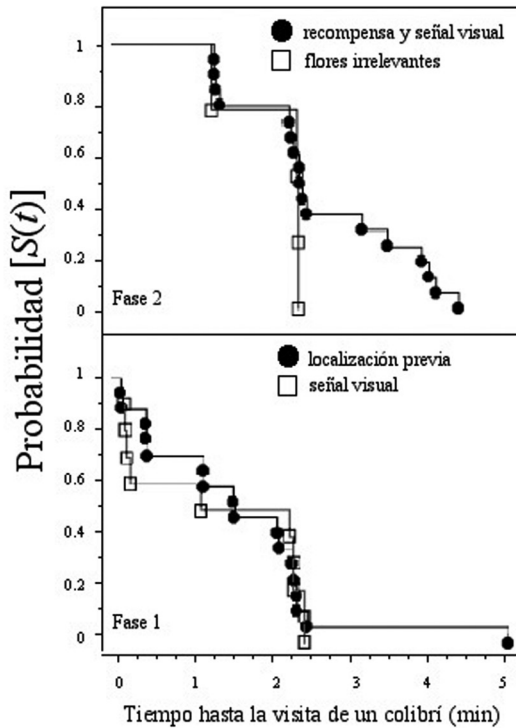 recompensa y señal visual
flores irrelevantes
1
0.8
0.6
0.4
0.2
0
Fase 2
Probabilidad [S(t)]
localización previa
señal visual
1
0.8
0.6
0.4
0.2
0
Fase 1
0 1 2 3 4 5
Tiempo hasta la visita de un colibrí (min)